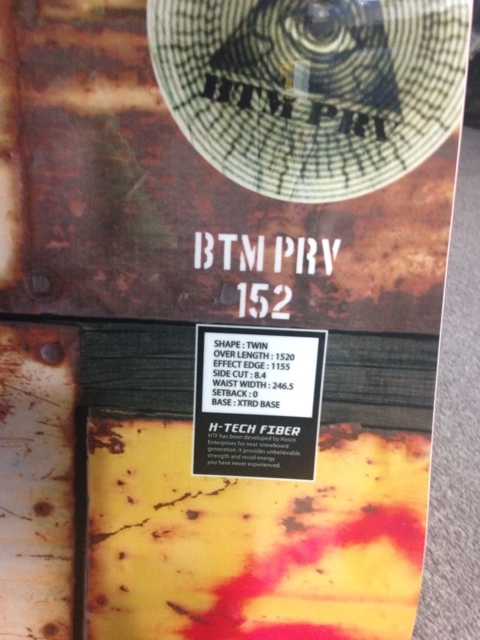 BTM PRV
BTM PRV
152
SHAPE : TWIN
OVER LENGTH : 1520
EFFECT EDGE : 1155
SIDE CUT : 8.4
WAIST WIDTH : 246.5
SETBACK : 0
BASE : XTRD BASE
H-TECH FIBER
HTF has been developed by Hasco
Enterprises for next snowboard
generation. It provides unbelievable
strength and recoil energy
you have never experienced.